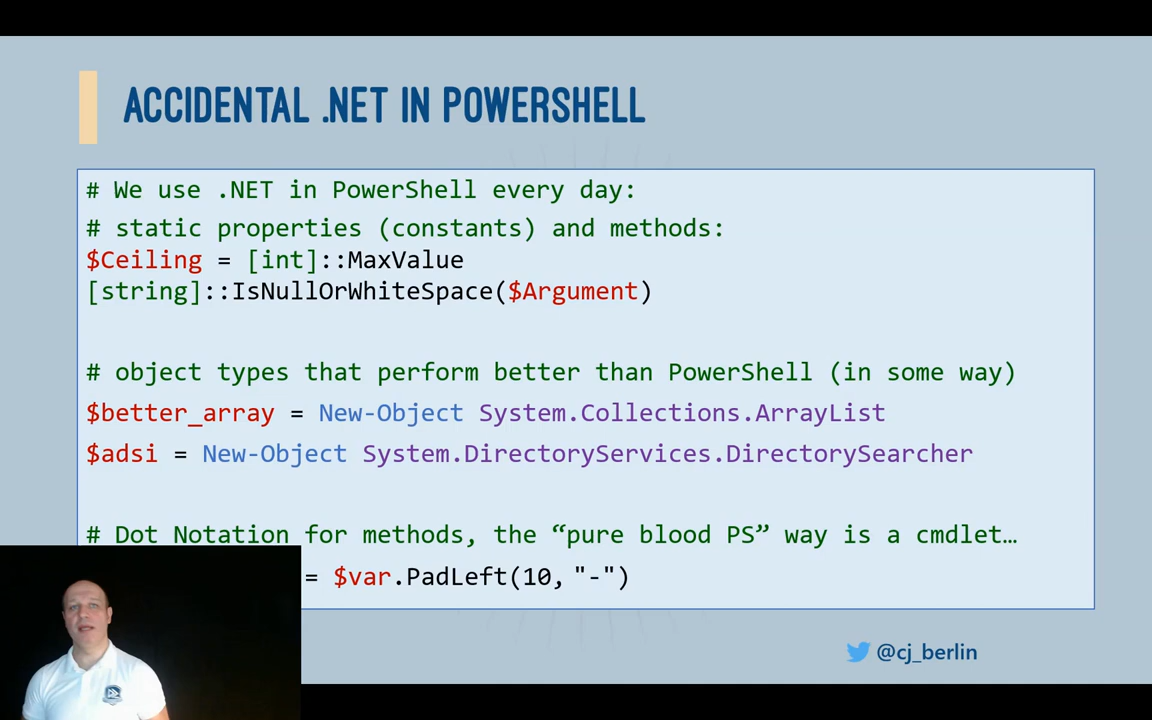 ACCIDENTAL .NET IN POWERSHELL
# We use .NET in PowerShell every day:
# static properties (constants) and methods:
$Ceiling = [int]::MaxValue
[string]::IsNullOrWhiteSpace($Argument)
# object types that perform better than PowerShell (in some way)
$better_array = New-Object System.Collections.ArrayList
$adsi = New-Object System.DirectoryServices.DirectorySearcher
# Dot Notation for methods, the “pure blood PS” way is a cmdlet…
= $var.PadLeft(10, "-")
@cj_berlin